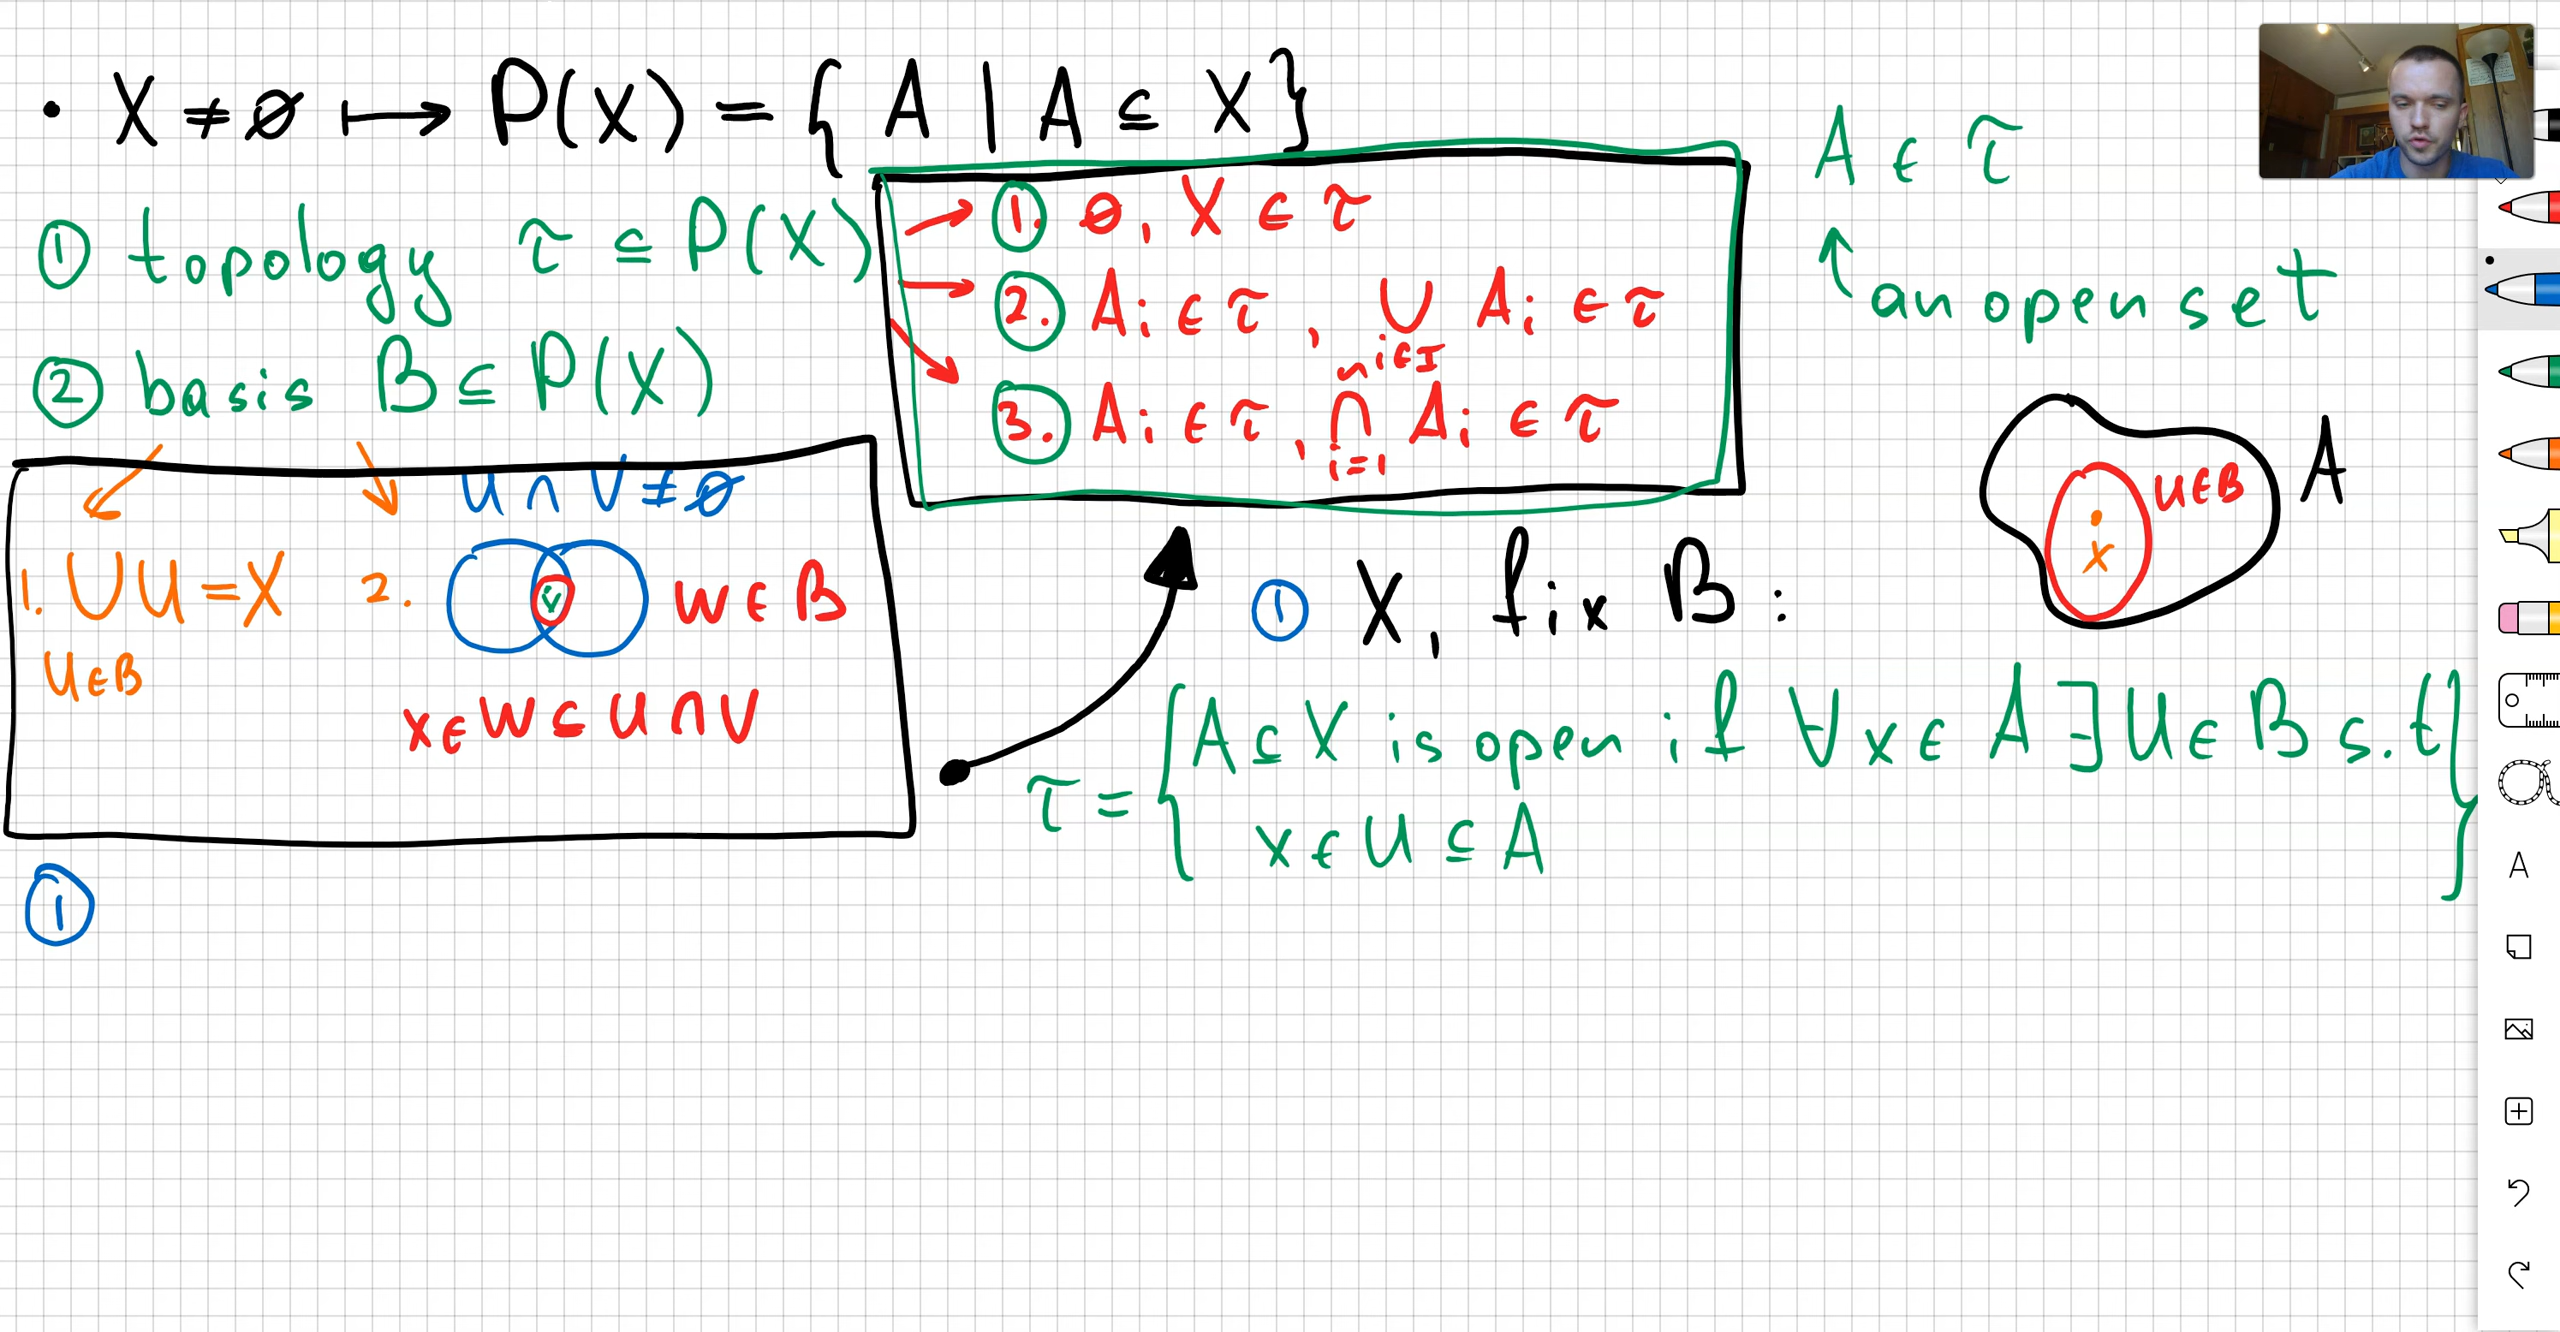 • X ≠ ∅ ↦ P(X) = { A | A ⊆ X }
① topology τ ⊆ P(X)
② basis B ⊆ P(X)
①. ∅, X ∈ τ
②. Aᵢ ∈ τ, ⋃ Aᵢ ∈ τ
i∈I
n
③. Aᵢ ∈ τ, ⋂ Aᵢ ∈ τ
i=1
A ∈ τ
↑ an open set
A
U∈B
x
U ∩ V ≠ ∅
1. ⋃ U = X
U∈B
2.
W ∈ B
x ∈ W ⊆ U ∩ V
① X, fix B :
τ = { A ⊆ X is open if ∀ x ∈ A ∃ U ∈ B s.t
x ∈ U ⊆ A }
①
A